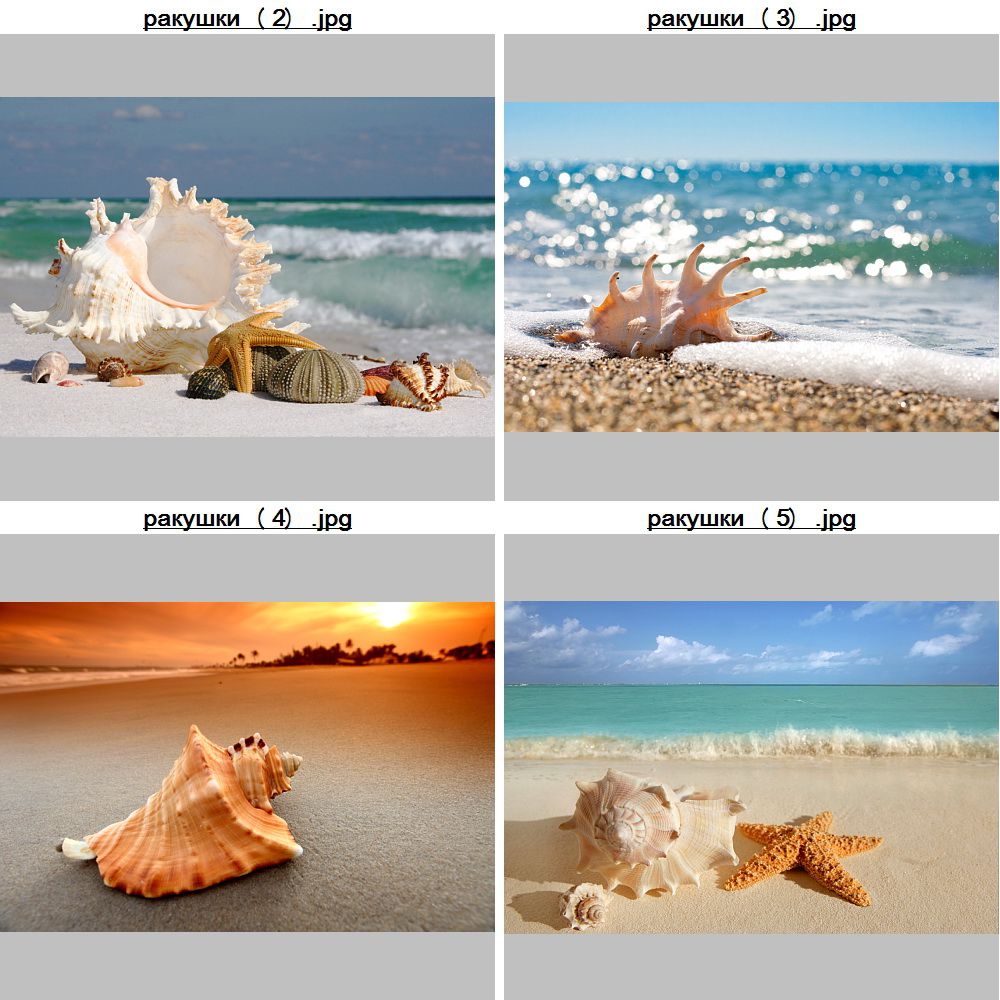 ракушки ( 2) .jpg
ракушки ( 3) .jpg
ракушки ( 4) .jpg
ракушки ( 5) .jpg